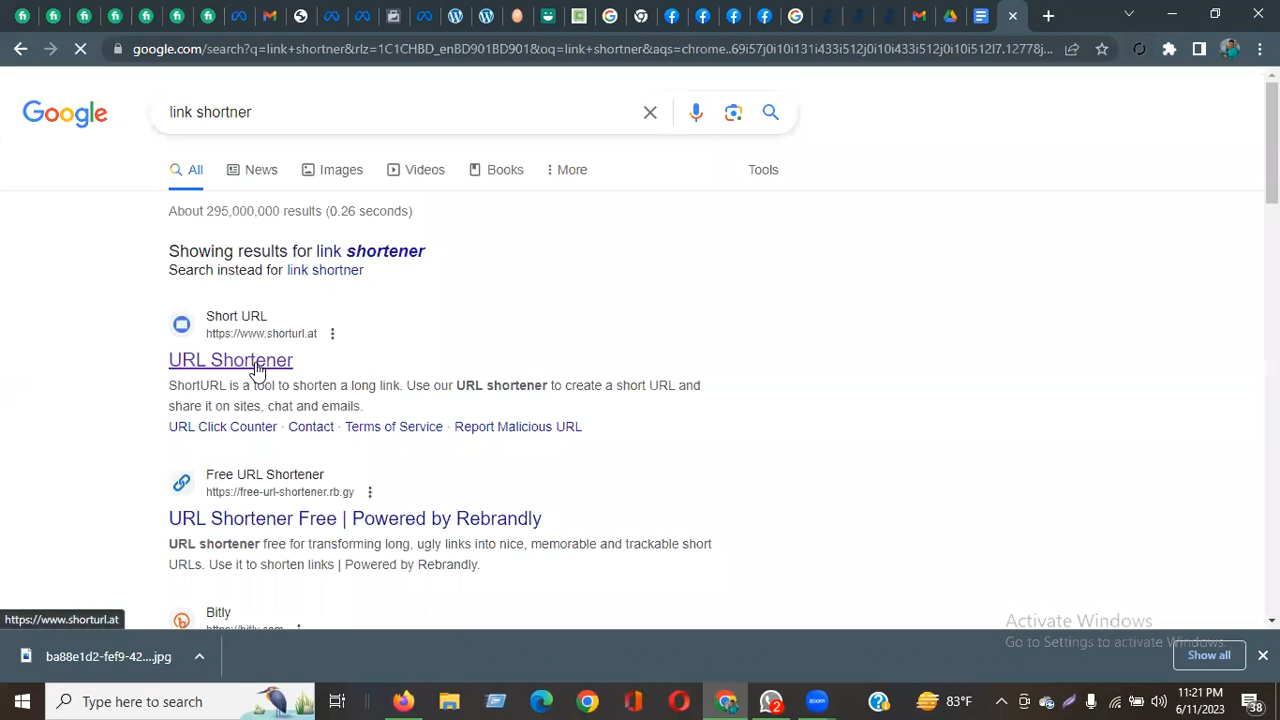 google.com/search?q=link+shortner&rlz=1C1CHBD_enBD901BD901&oq=link+shortner&aqs=chrome..69i57j0i10i131i433i512j0i10i433i512j0i10i512l7.12778j...
Google
link shortner
All
News
Images
Videos
Books
More
Tools
About 295,000,000 results (0.26 seconds)
Showing results for link shortener
Search instead for link shortner
Short URL
https://www.shorturl.at
URL Shortener
ShortURL is a tool to shorten a long link. Use our URL shortener to create a short URL and
share it on sites, chat and emails.
URL Click Counter · Contact · Terms of Service · Report Malicious URL
Free URL Shortener
https://free-url-shortener.rb.gy
URL Shortener Free | Powered by Rebrandly
URL shortener free for transforming long, ugly links into nice, memorable and trackable short
URLs. Use it to shorten links | Powered by Rebrandly.
Bitly
https://bitly.com
https://www.shorturl.at
Activate Windows
Go to Settings to activate Windows.
ba88e1d2-fef9-42....jpg
Show all
Type here to search
2
zoom
83°F
11:21 PM
6/11/2023
38